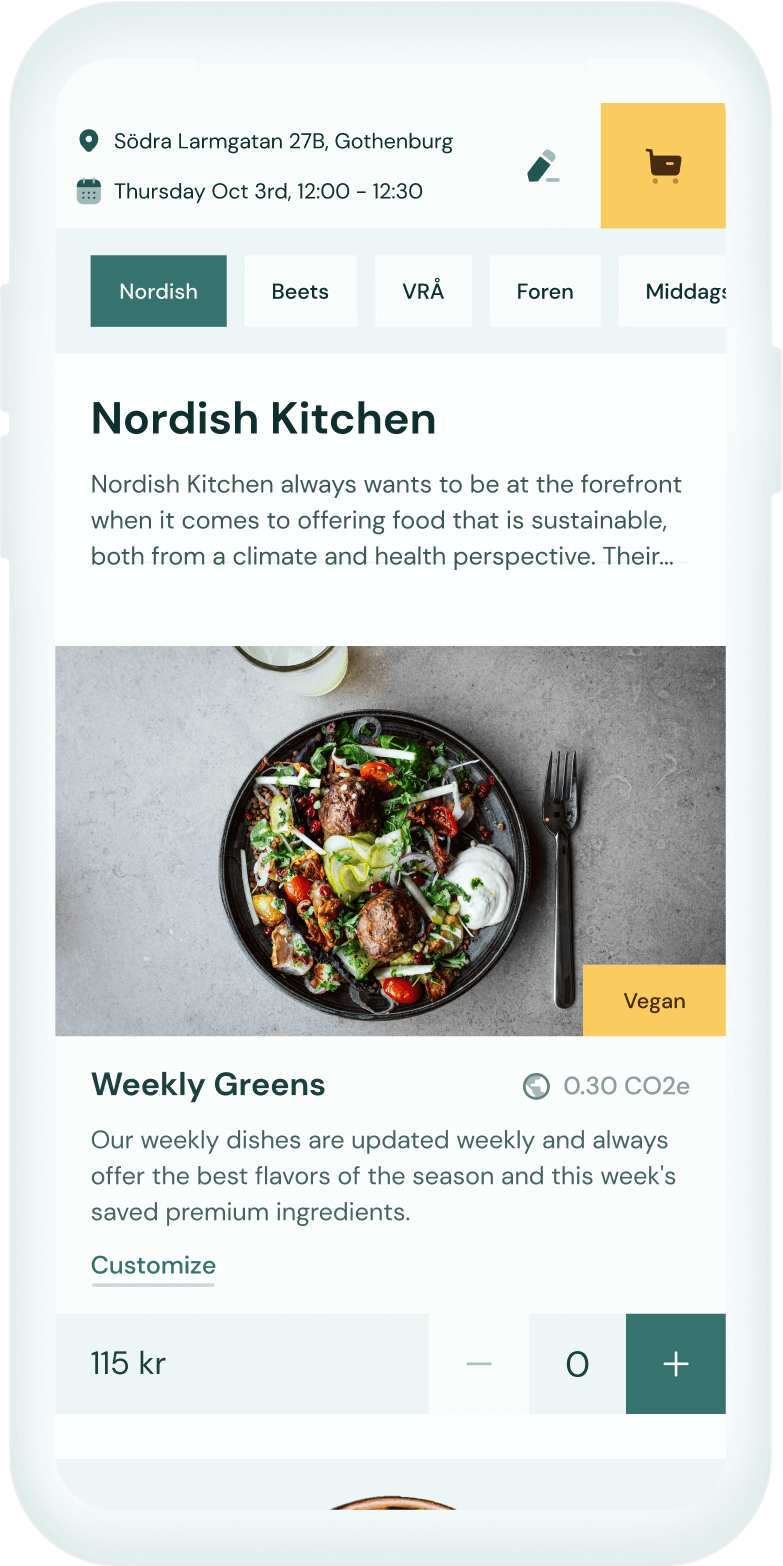 Södra Larmgatan 27B, Gothenburg
Thursday Oct 3rd, 12:00 - 12:30
Nordish Beets VRÅ Foren Middags
Nordish Kitchen
Nordish Kitchen always wants to be at the forefront
when it comes to offering food that is sustainable,
both from a climate and health perspective. Their...
Vegan
Weekly Greens 0.30 CO2e
Our weekly dishes are updated weekly and always
offer the best flavors of the season and this week's
saved premium ingredients.
Customize
115 kr − 0 +